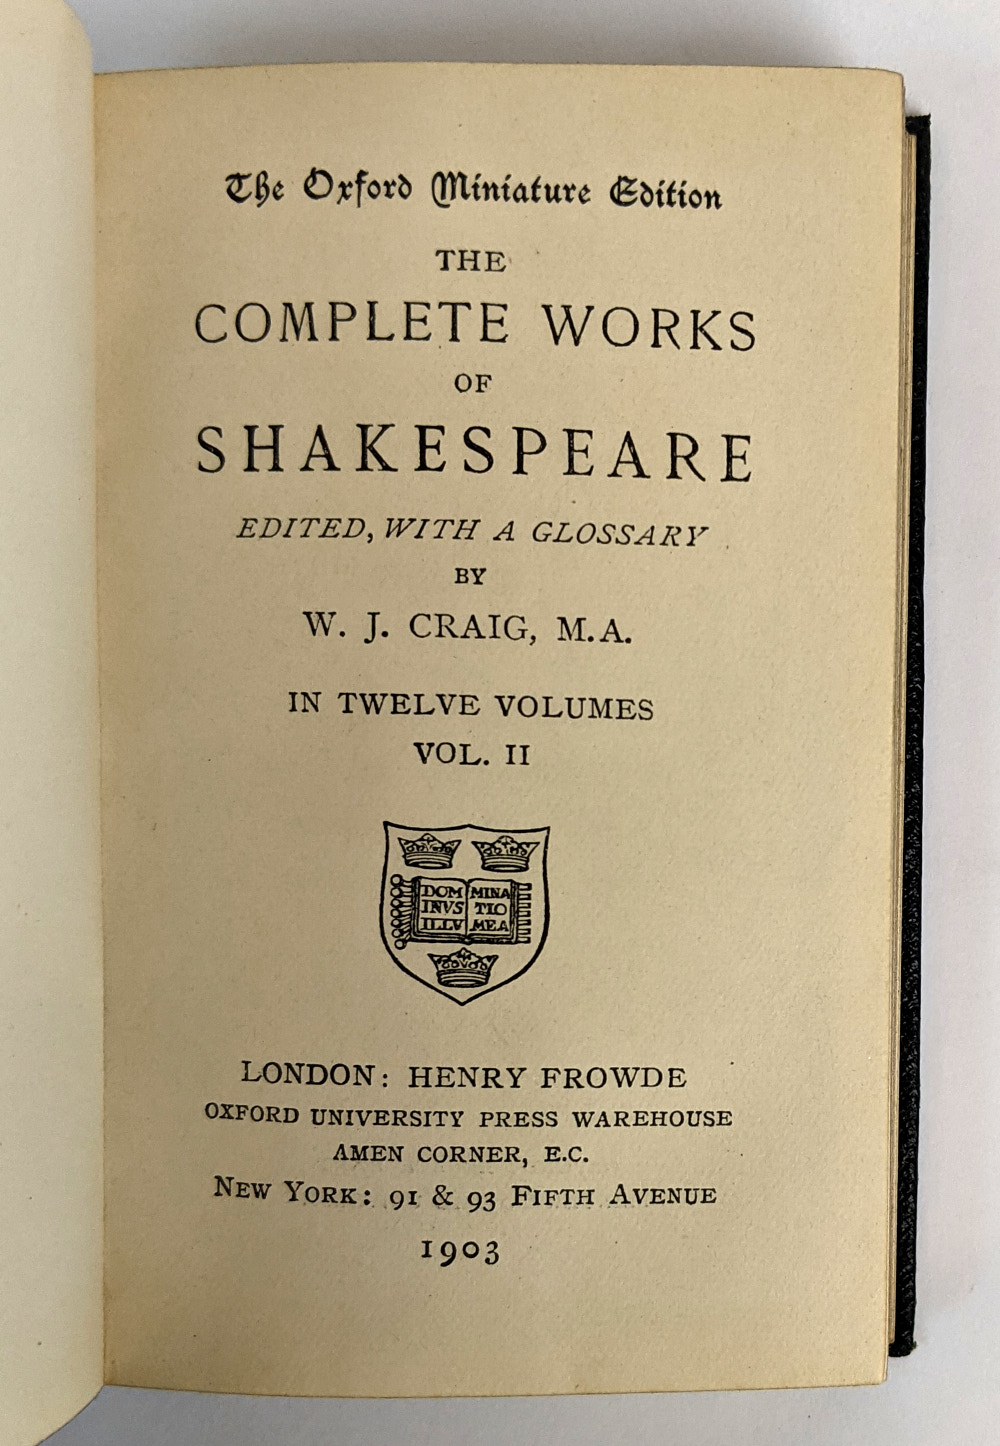 The Oxford Miniature Edition
THE
COMPLETE WORKS
OF
SHAKESPEARE
EDITED, WITH A GLOSSARY
BY
W. J. CRAIG, M.A.
IN TWELVE VOLUMES
VOL. II
DOM MINA
INVS TIO
ILLV MEA
LONDON: HENRY FROWDE
OXFORD UNIVERSITY PRESS WAREHOUSE
AMEN CORNER, E.C.
NEW YORK: 91 & 93 FIFTH AVENUE
1903